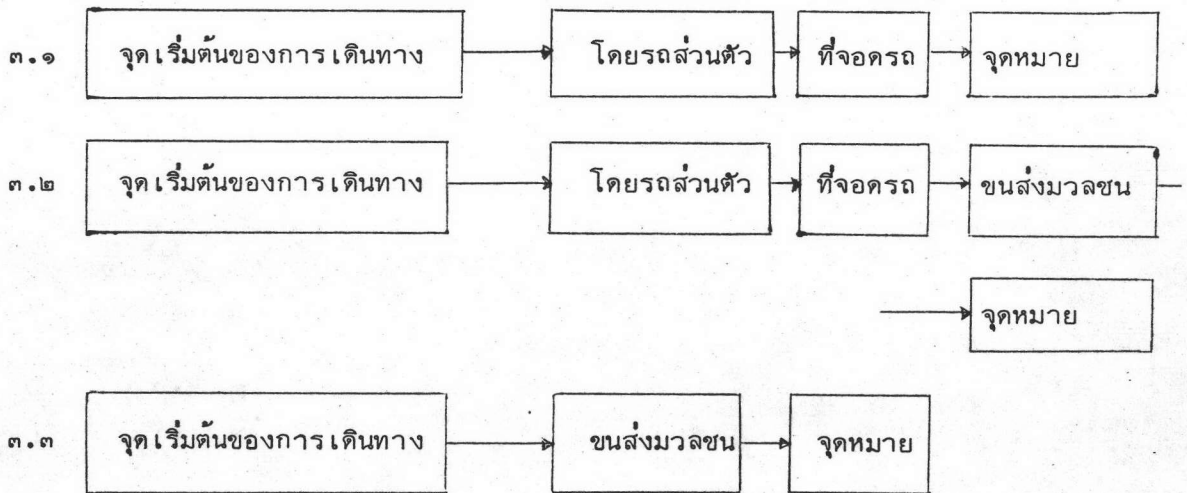 ๓.๑ จุดเริ่มต้นของการเดินทาง โดยรถส่วนตัว ที่จอดรถ จุดหมาย
๓.๒ จุดเริ่มต้นของการเดินทาง โดยรถส่วนตัว ที่จอดรถ ขนส่งมวลชน
จุดหมาย
๓.๓ จุดเริ่มต้นของการเดินทาง ขนส่งมวลชน จุดหมาย